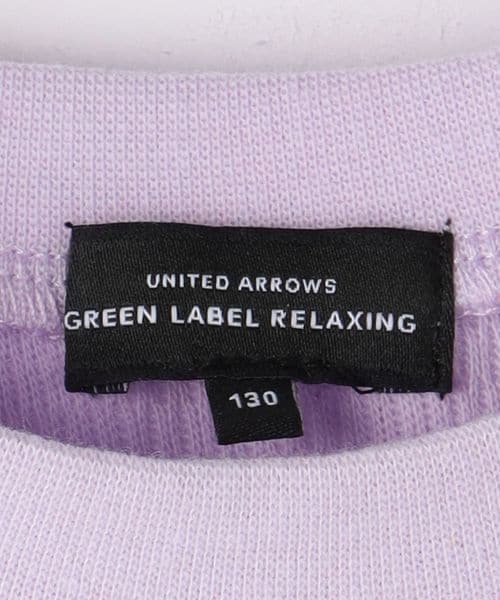 UNITED ARROWS
GREEN LABEL RELAXING
130